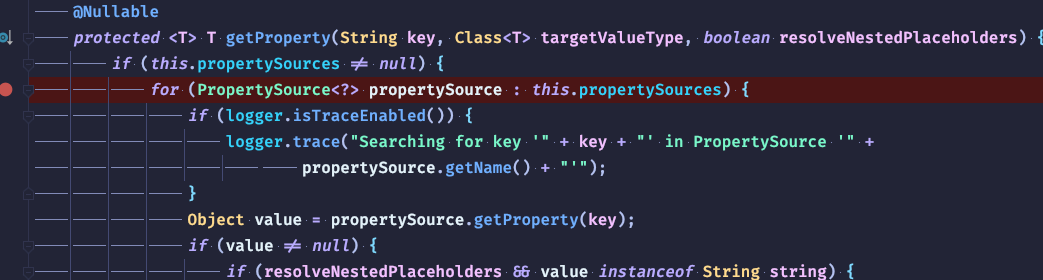 @Nullable
protected <T> T getProperty(String key, Class<T> targetValueType, boolean resolveNestedPlaceholders) {
if (this.propertySources != null) {
for (PropertySource<?> propertySource : this.propertySources) {
if (logger.isTraceEnabled()) {
logger.trace("Searching for key '" + key + "' in PropertySource '" +
propertySource.getName() + "'");
}
Object value = propertySource.getProperty(key);
if (value != null) {
if (resolveNestedPlaceholders && value instanceof String string) {